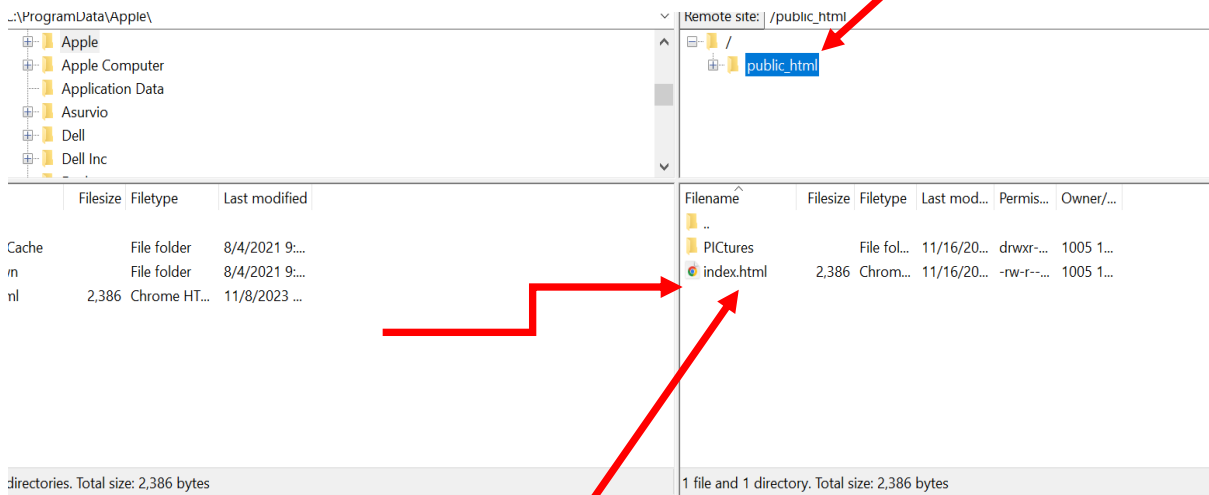 :\ProgramData\Apple\
Apple
Apple Computer
Application Data
Asurvio
Dell
Dell Inc
Filesize Filetype Last modified
Cache File folder 8/4/2021 9:...
vn File folder 8/4/2021 9:...
ml 2,386 Chrome HT... 11/8/2023 ...
directories. Total size: 2,386 bytes
Remote site: /public_html
/
public_html
Filename Filesize Filetype Last mod... Permis... Owner/...
..
PICtures File fol... 11/16/20... drwxr-... 1005 1...
index.html 2,386 Chrom... 11/16/20... -rw-r--... 1005 1...
1 file and 1 directory. Total size: 2,386 bytes